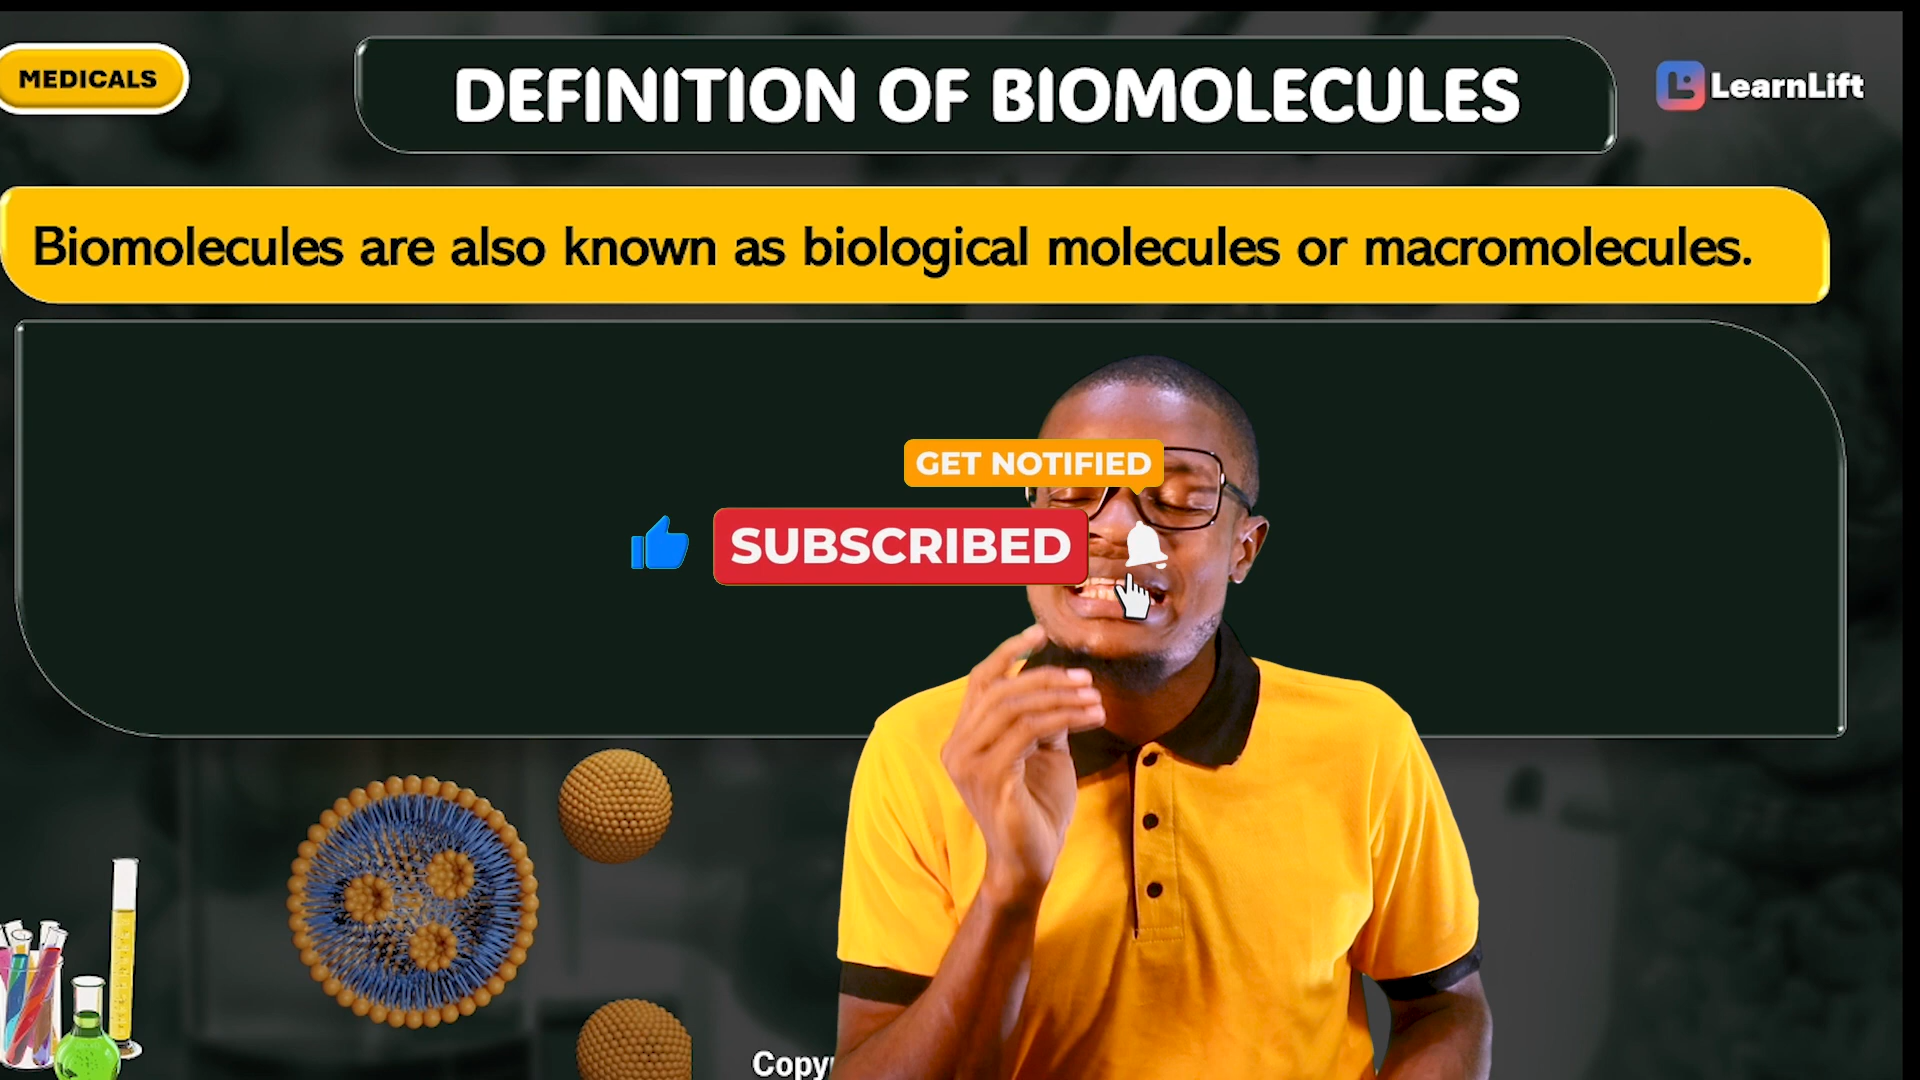 MEDICALS
DEFINITION OF BIOMOLECULES
LearnLift
Biomolecules are also known as biological molecules or macromolecules.
GET NOTIFIED
SUBSCRIBED